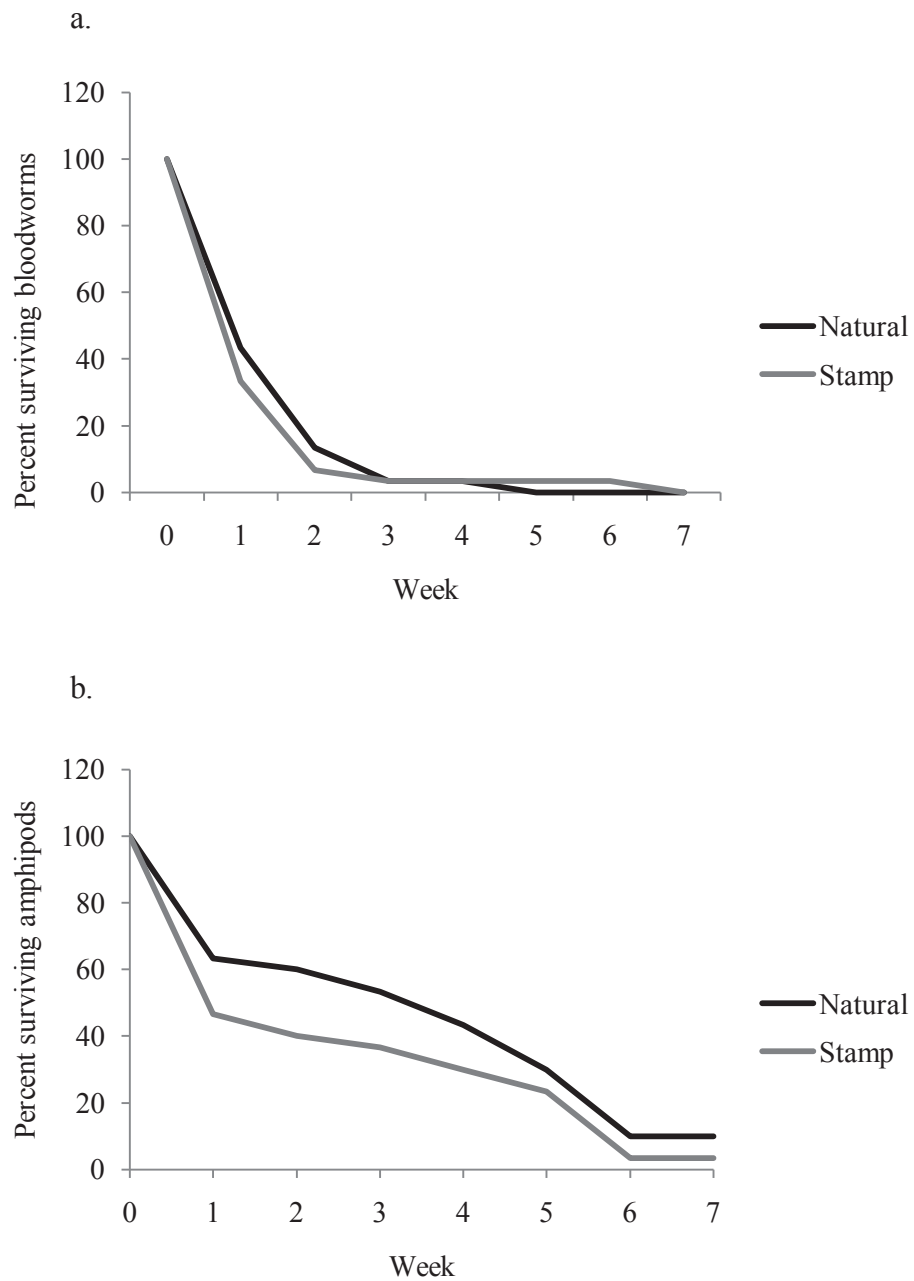 a.
120
100
80
60
40
20
0
Percent surviving bloodworms
0 1 2 3 4 5 6 7
Week
Natural
Stamp
b.
120
100
80
60
40
20
0
Percent surviving amphipods
0 1 2 3 4 5 6 7
Week
Natural
Stamp